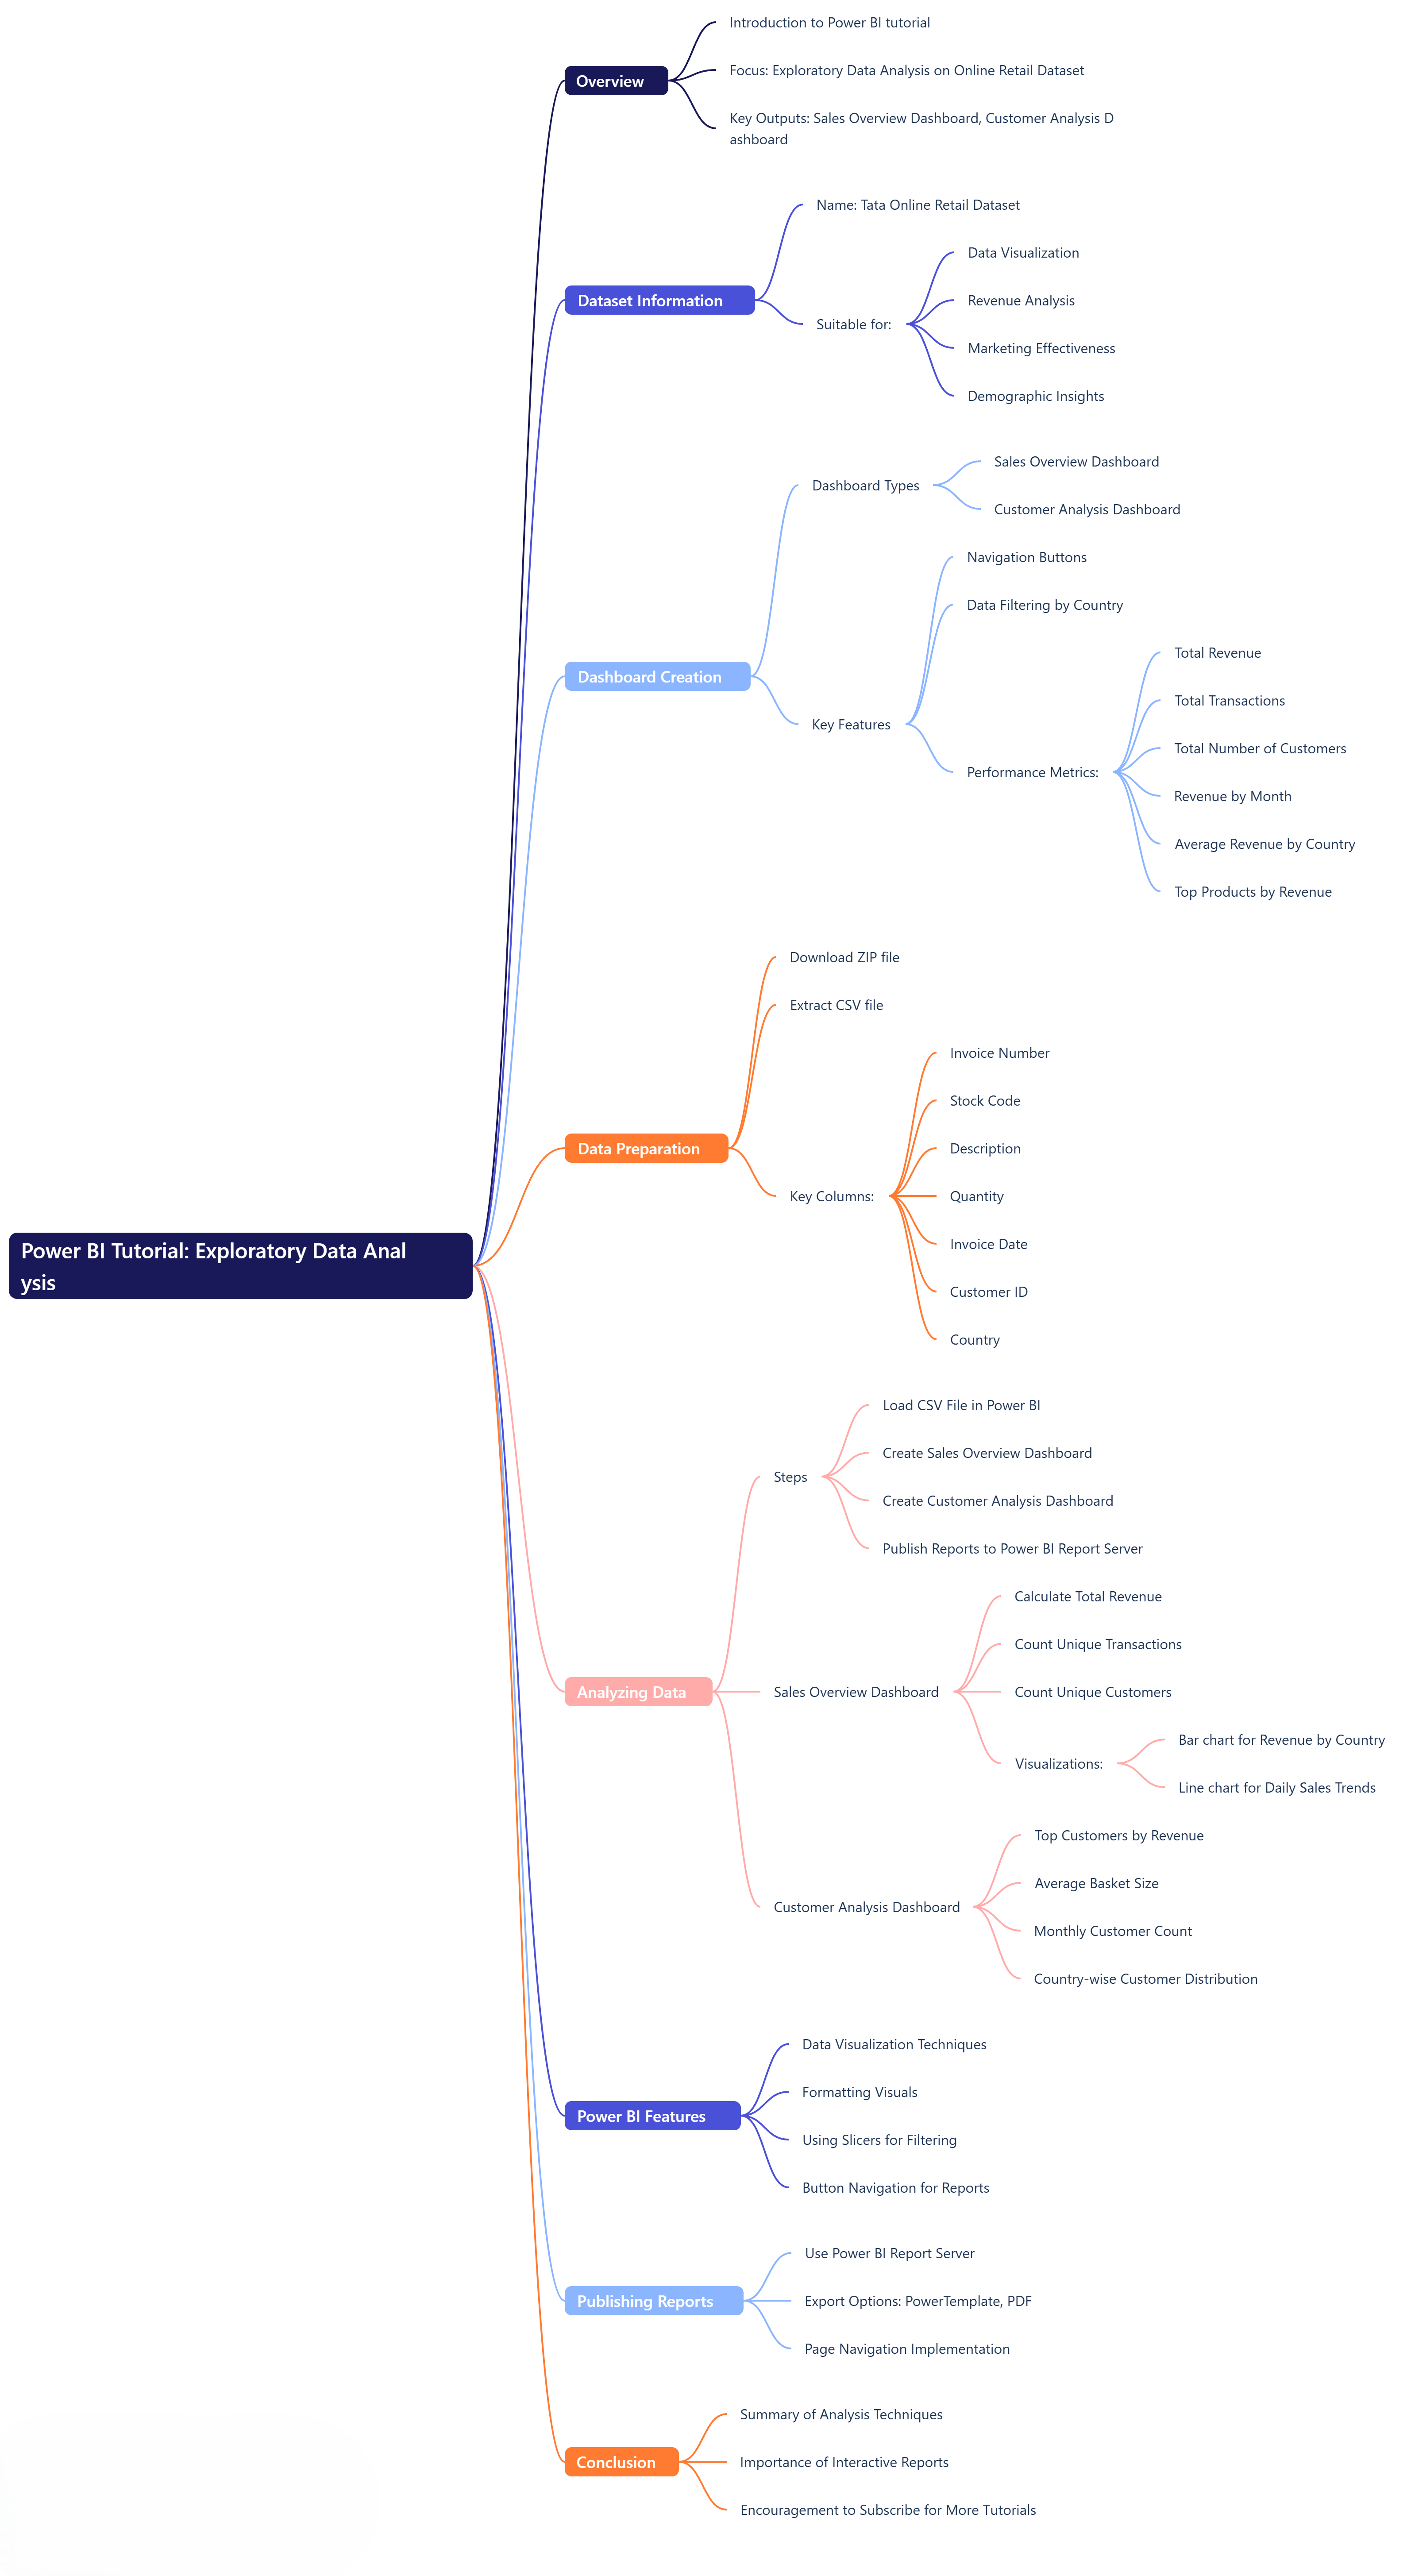 Introduction to Power BI tutorial
Overview
Focus: Exploratory Data Analysis on Online Retail Dataset
Key Outputs: Sales Overview Dashboard, Customer Analysis D
ashboard
Name: Tata Online Retail Dataset
Data Visualization
Dataset Information
Revenue Analysis
Suitable for:
Marketing Effectiveness
Demographic Insights
Sales Overview Dashboard
Dashboard Types
Customer Analysis Dashboard
Navigation Buttons
Data Filtering by Country
Total Revenue
Dashboard Creation
Total Transactions
Key Features
Total Number of Customers
Performance Metrics:
Revenue by Month
Average Revenue by Country
Top Products by Revenue
Download ZIP file
Extract CSV file
Invoice Number
Stock Code
Data Preparation
Description
Key Columns:
Quantity
Invoice Date
Customer ID
Country
Power BI Tutorial: Exploratory Data Anal
ysis
Load CSV File in Power BI
Create Sales Overview Dashboard
Steps
Create Customer Analysis Dashboard
Publish Reports to Power BI Report Server
Calculate Total Revenue
Count Unique Transactions
Analyzing Data
Sales Overview Dashboard
Count Unique Customers
Bar chart for Revenue by Country
Visualizations:
Line chart for Daily Sales Trends
Top Customers by Revenue
Average Basket Size
Customer Analysis Dashboard
Monthly Customer Count
Country-wise Customer Distribution
Data Visualization Techniques
Formatting Visuals
Power BI Features
Using Slicers for Filtering
Button Navigation for Reports
Use Power BI Report Server
Publishing Reports
Export Options: PowerTemplate, PDF
Page Navigation Implementation
Summary of Analysis Techniques
Conclusion
Importance of Interactive Reports
Encouragement to Subscribe for More Tutorials